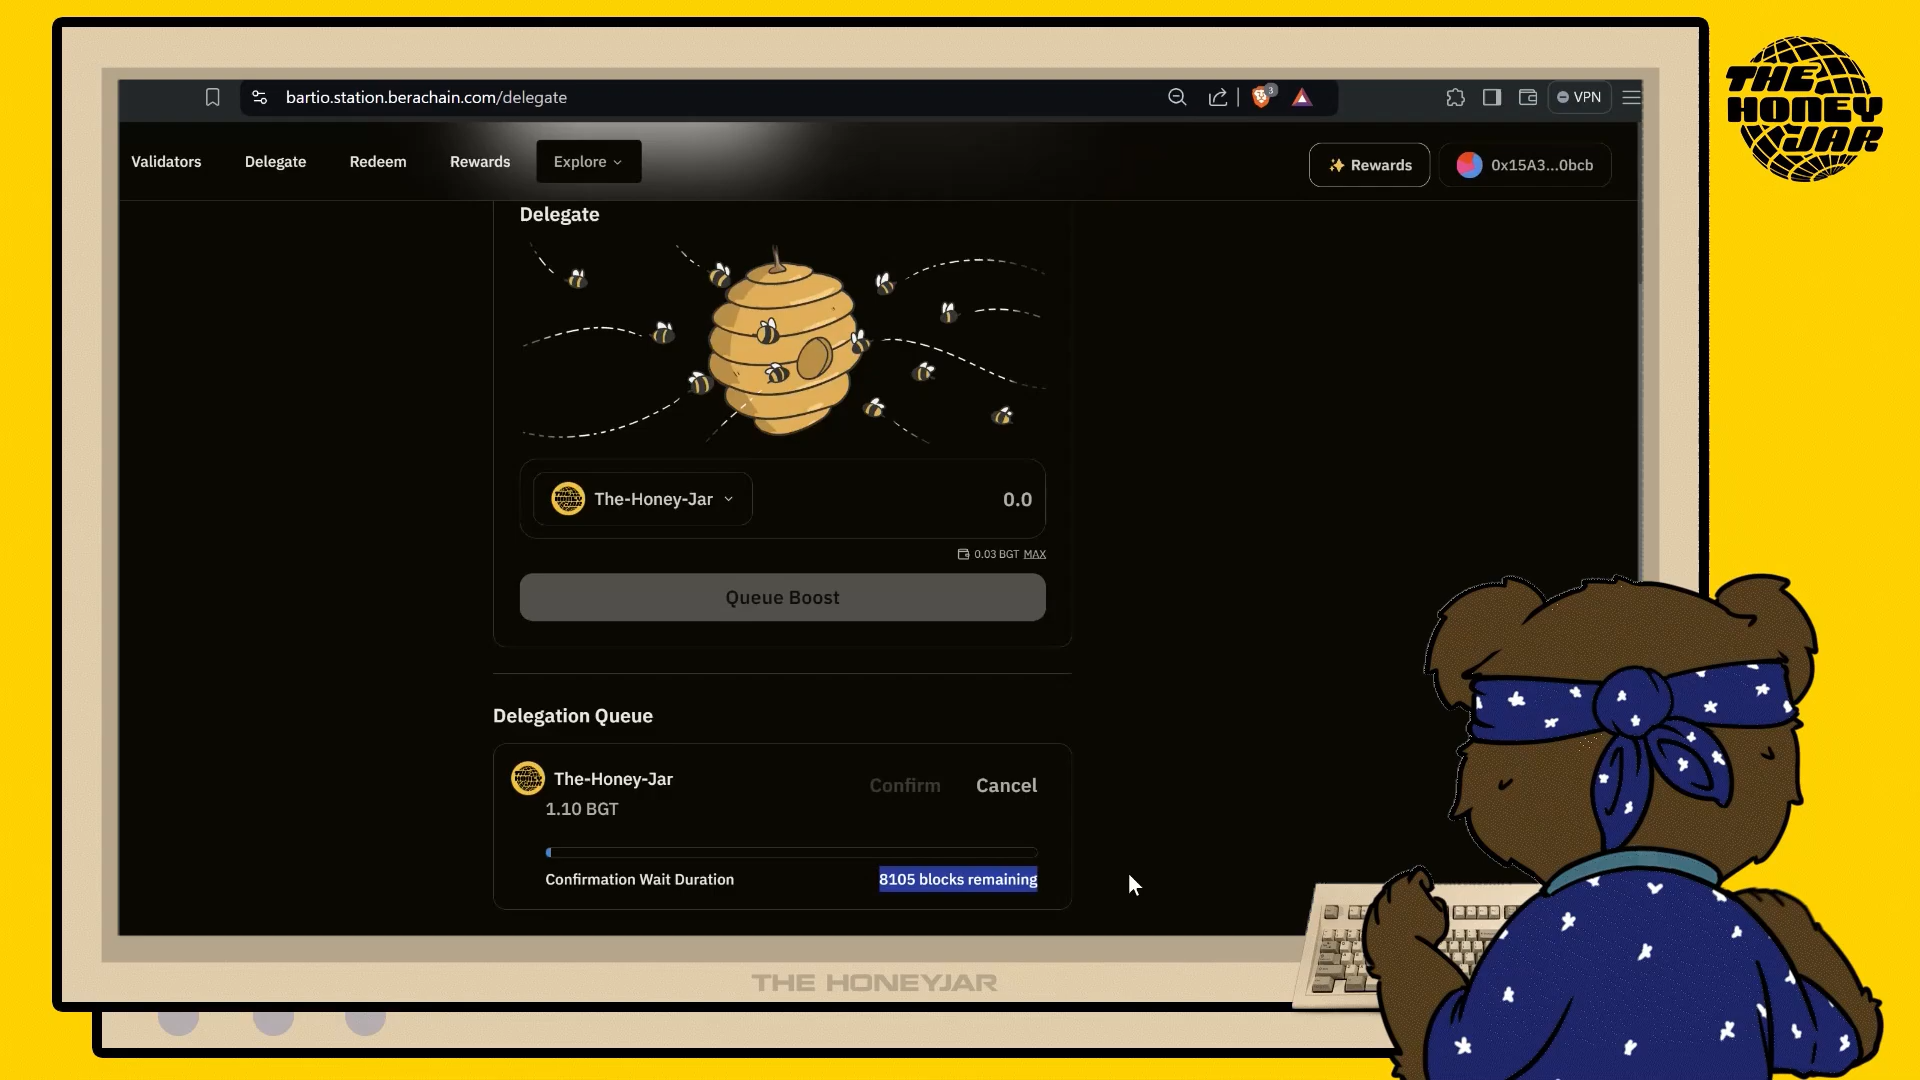 THE
HONEY
JAR
bartio.station.berachain.com/delegate
3
VPN
Validators
Delegate
Redeem
Rewards
Explore
Rewards
0x15A3...0bcb
Delegate
The-Honey-Jar
0.0
0.03 BGT MAX
Queue Boost
Delegation Queue
The-Honey-Jar
Confirm
Cancel
1.10 BGT
Confirmation Wait Duration
8105 blocks remaining
THE HONEYJAR